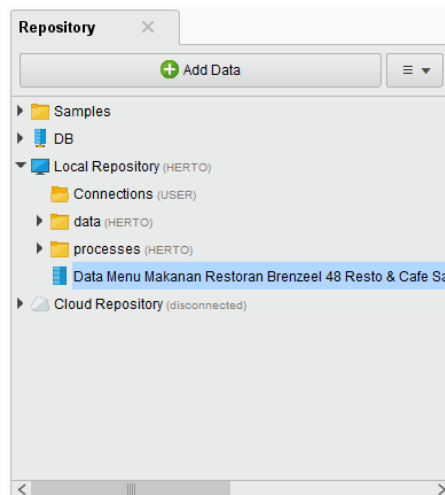 Repository
Add Data
Samples
DB
Local Repository (HERTO)
Connections (USER)
data (HERTO)
processes (HERTO)
Data Menu Makanan Restoran Brenzeel 48 Resto & Cafe Sa
Cloud Repository (disconnected)